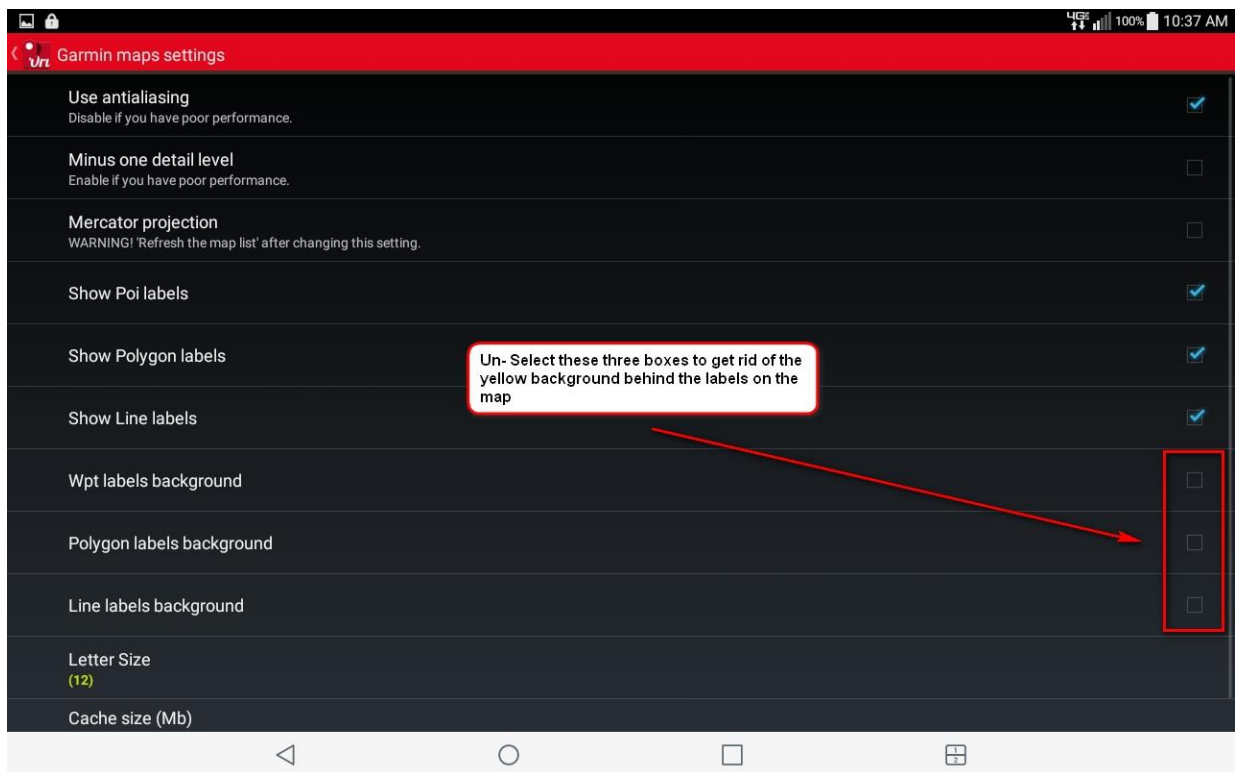 4GE 100% 10:37 AM
Garmin maps settings
Use antialiasing
Disable if you have poor performance.
Minus one detail level
Enable if you have poor performance.
Mercator projection
WARNING! 'Refresh the map list' after changing this setting.
Show Poi labels
Show Polygon labels
Un- Select these three boxes to get rid of the
yellow background behind the labels on the
map
Show Line labels
Wpt labels background
Polygon labels background
Line labels background
Letter Size
(12)
Cache size (Mb)
1
2